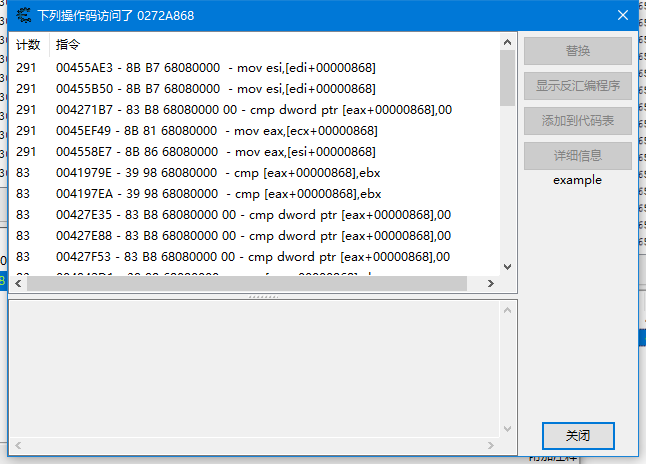 下列操作码访问了 0272A868
计数 指令
291 00455AE3 - 8B B7 68080000 - mov esi,[edi+00000868]
291 00455B50 - 8B B7 68080000 - mov esi,[edi+00000868]
291 004271B7 - 83 B8 68080000 00 - cmp dword ptr [eax+00000868],00
291 0045EF49 - 8B 81 68080000 - mov eax,[ecx+00000868]
291 004558E7 - 8B 86 68080000 - mov eax,[esi+00000868]
83 0041979E - 39 98 68080000 - cmp [eax+00000868],ebx
83 004197EA - 39 98 68080000 - cmp [eax+00000868],ebx
83 00427E35 - 83 B8 68080000 00 - cmp dword ptr [eax+00000868],00
83 00427E88 - 83 B8 68080000 00 - cmp dword ptr [eax+00000868],00
83 00427F53 - 83 B8 68080000 00 - cmp dword ptr [eax+00000868],00
替换
显示反汇编程序
添加到代码表
详细信息
example
关闭